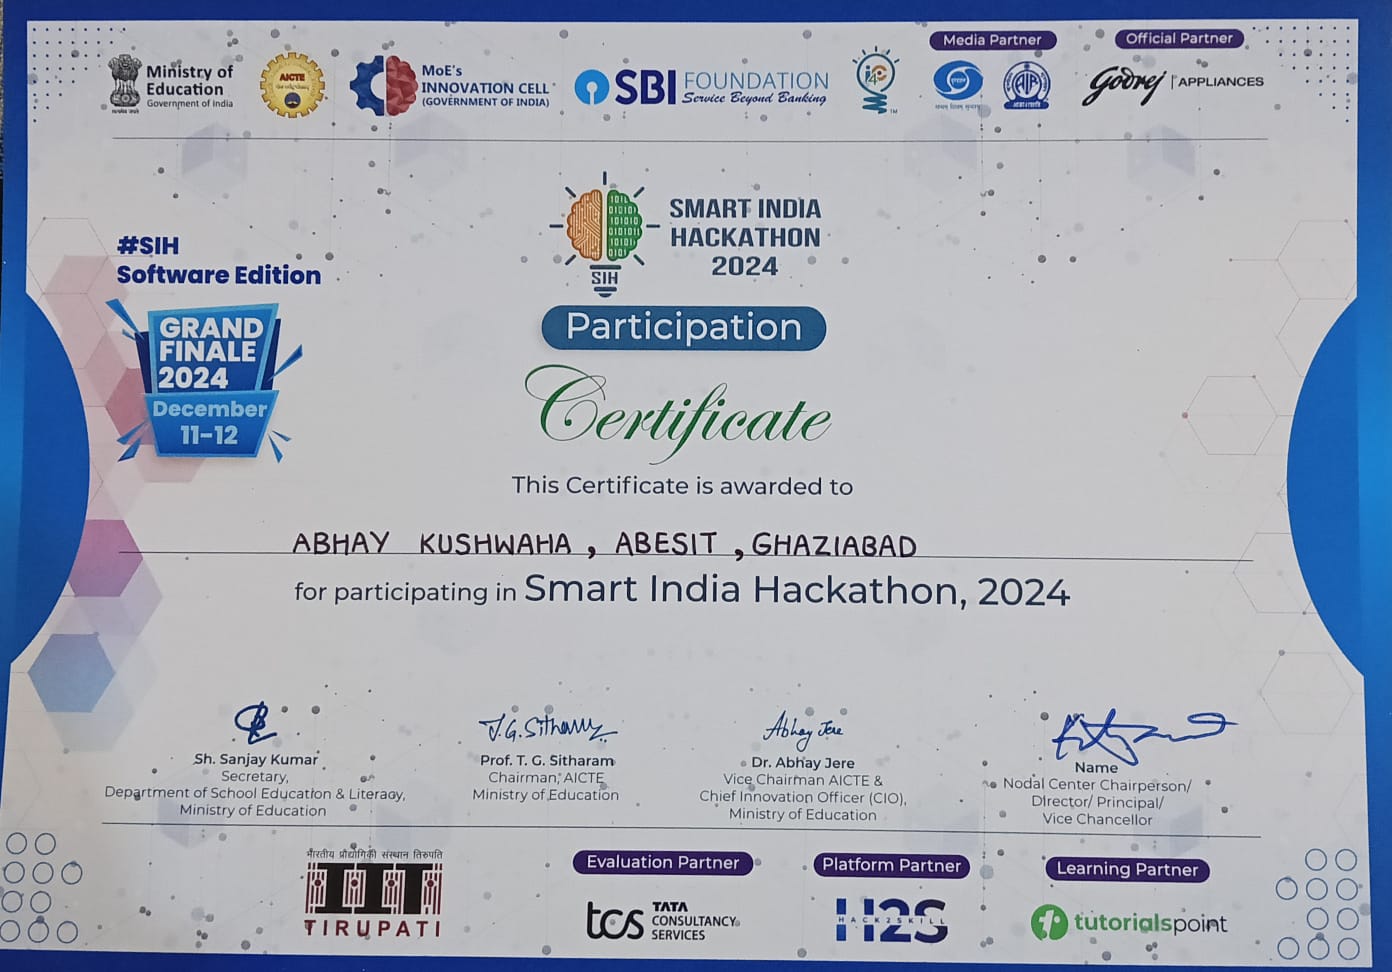 Media Partner
Official Partner
Ministry of
Education
Government of India
AICTE
MoE's
INNOVATION CELL
(GOVERNMENT OF INDIA)
SBI FOUNDATION
Service Beyond Banking
Godrej | APPLIANCES
SMART INDIA
HACKATHON
2024
SIH
#SIH
Software Edition
GRAND
FINALE
2024
December
11-12
Participation
Certificate
This Certificate is awarded to
ABHAY KUSHWAHA, ABESIT, GHAZIABAD
for participating in Smart India Hackathon, 2024
J.G. Sitharam
Abhay Jere
Sh. Sanjay Kumar
Secretary,
Department of School Education & Literacy,
Ministry of Education
Prof. T. G. Sitharam
Chairman, AICTE
Ministry of Education
Dr. Abhay Jere
Vice Chairman AICTE &
Chief Innovation Officer (CIO),
Ministry of Education
Name
Nodal Center Chairperson/
Director/ Principal/
Vice Chancellor
भारतीय प्रौद्योगिकी संस्थान तिरुपति
IIT
TIRUPATI
Evaluation Partner
tcs TATA
CONSULTANCY
SERVICES
Platform Partner
H2S
HACK2SKILL
Learning Partner
tutorialspoint